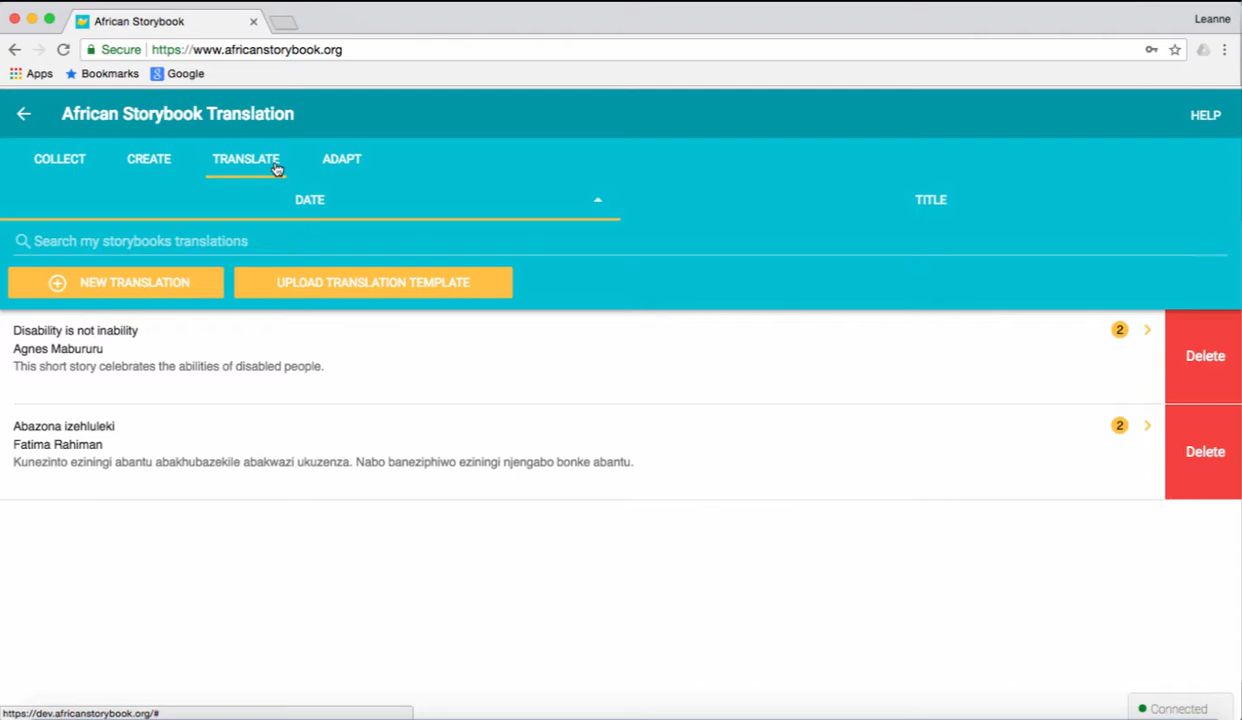 African Storybook
Leanne
Secure https://www.africanstorybook.org
Apps Bookmarks Google
African Storybook Translation
HELP
COLLECT CREATE TRANSLATE ADAPT
DATE TITLE
Search my storybooks translations
NEW TRANSLATION UPLOAD TRANSLATION TEMPLATE
Disability is not inability
2
Agnes Mabururu
This short story celebrates the abilities of disabled people.
Delete
Abazona izehluleki
2
Fatima Rahiman
Kunezinto eziningi abantu abakhubazekile abakwazi ukuzenza. Nabo baneziphiwo eziningi njengabo bonke abantu.
Delete
https://dev.africanstorybook.org/#
Connected